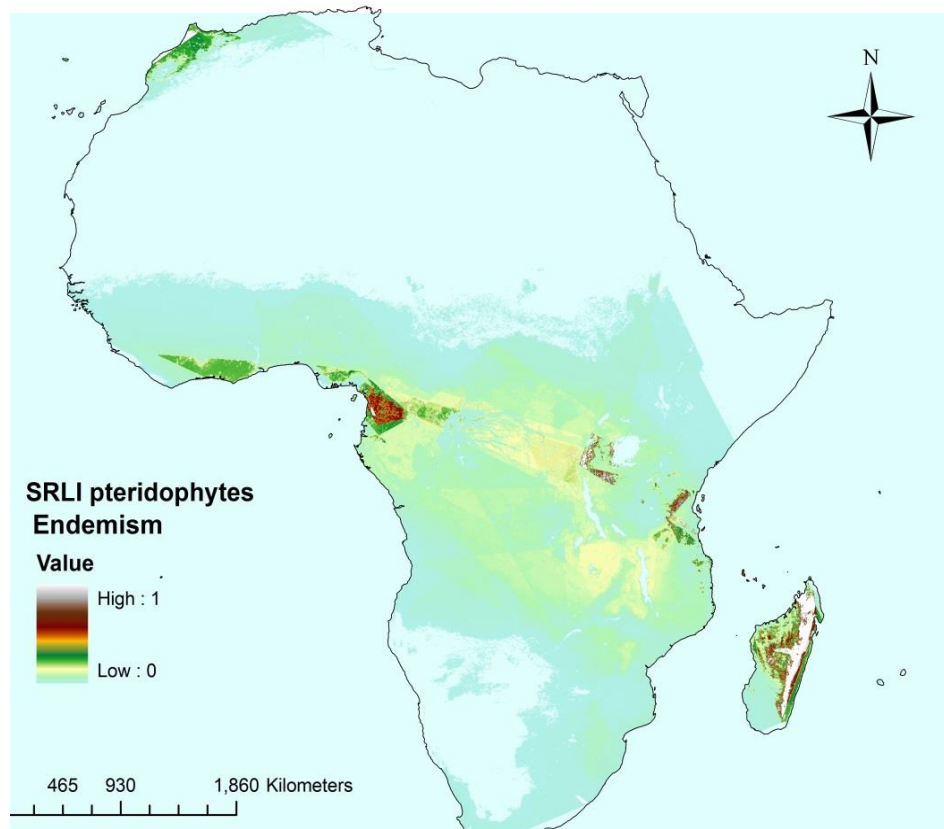 N
SRLI pteridophytes
Endemism
Value
High : 1
Low : 0
465 930 1,860 Kilometers